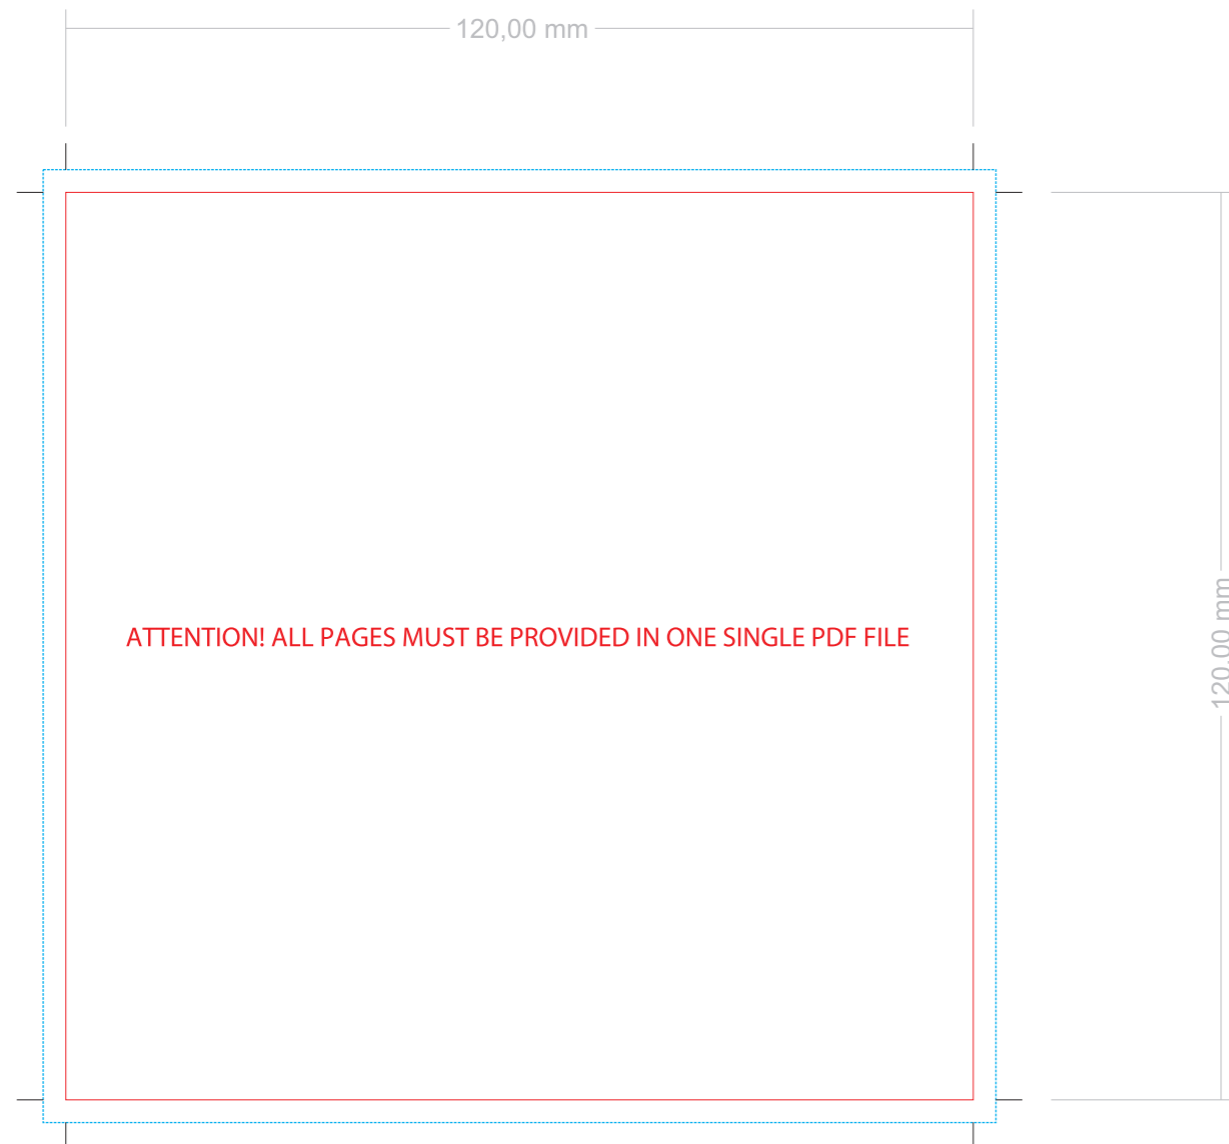 120,00 mm
ATTENTION! ALL PAGES MUST BE PROVIDED IN ONE SINGLE PDF FILE
120,00 mm